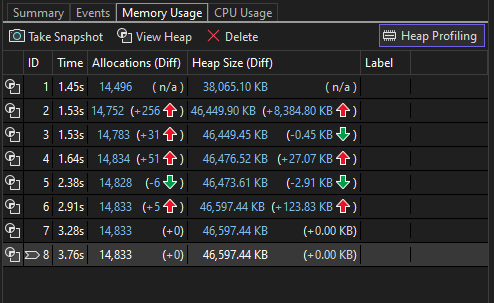 Summary Events Memory Usage CPU Usage
Take Snapshot View Heap Delete Heap Profiling
ID Time Allocations (Diff) Heap Size (Diff) Label
1 1.45s 14,496 (n/a) 38,065.10 KB (n/a)
2 1.53s 14,752 (+256) 46,449.90 KB (+8,384.80 KB)
3 1.53s 14,783 (+31) 46,449.45 KB (-0.45 KB)
4 1.64s 14,834 (+51) 46,476.52 KB (+27.07 KB)
5 2.38s 14,828 (-6) 46,473.61 KB (-2.91 KB)
6 2.91s 14,833 (+5) 46,597.44 KB (+123.83 KB)
7 3.28s 14,833 (+0) 46,597.44 KB (+0.00 KB)
8 3.76s 14,833 (+0) 46,597.44 KB (+0.00 KB)